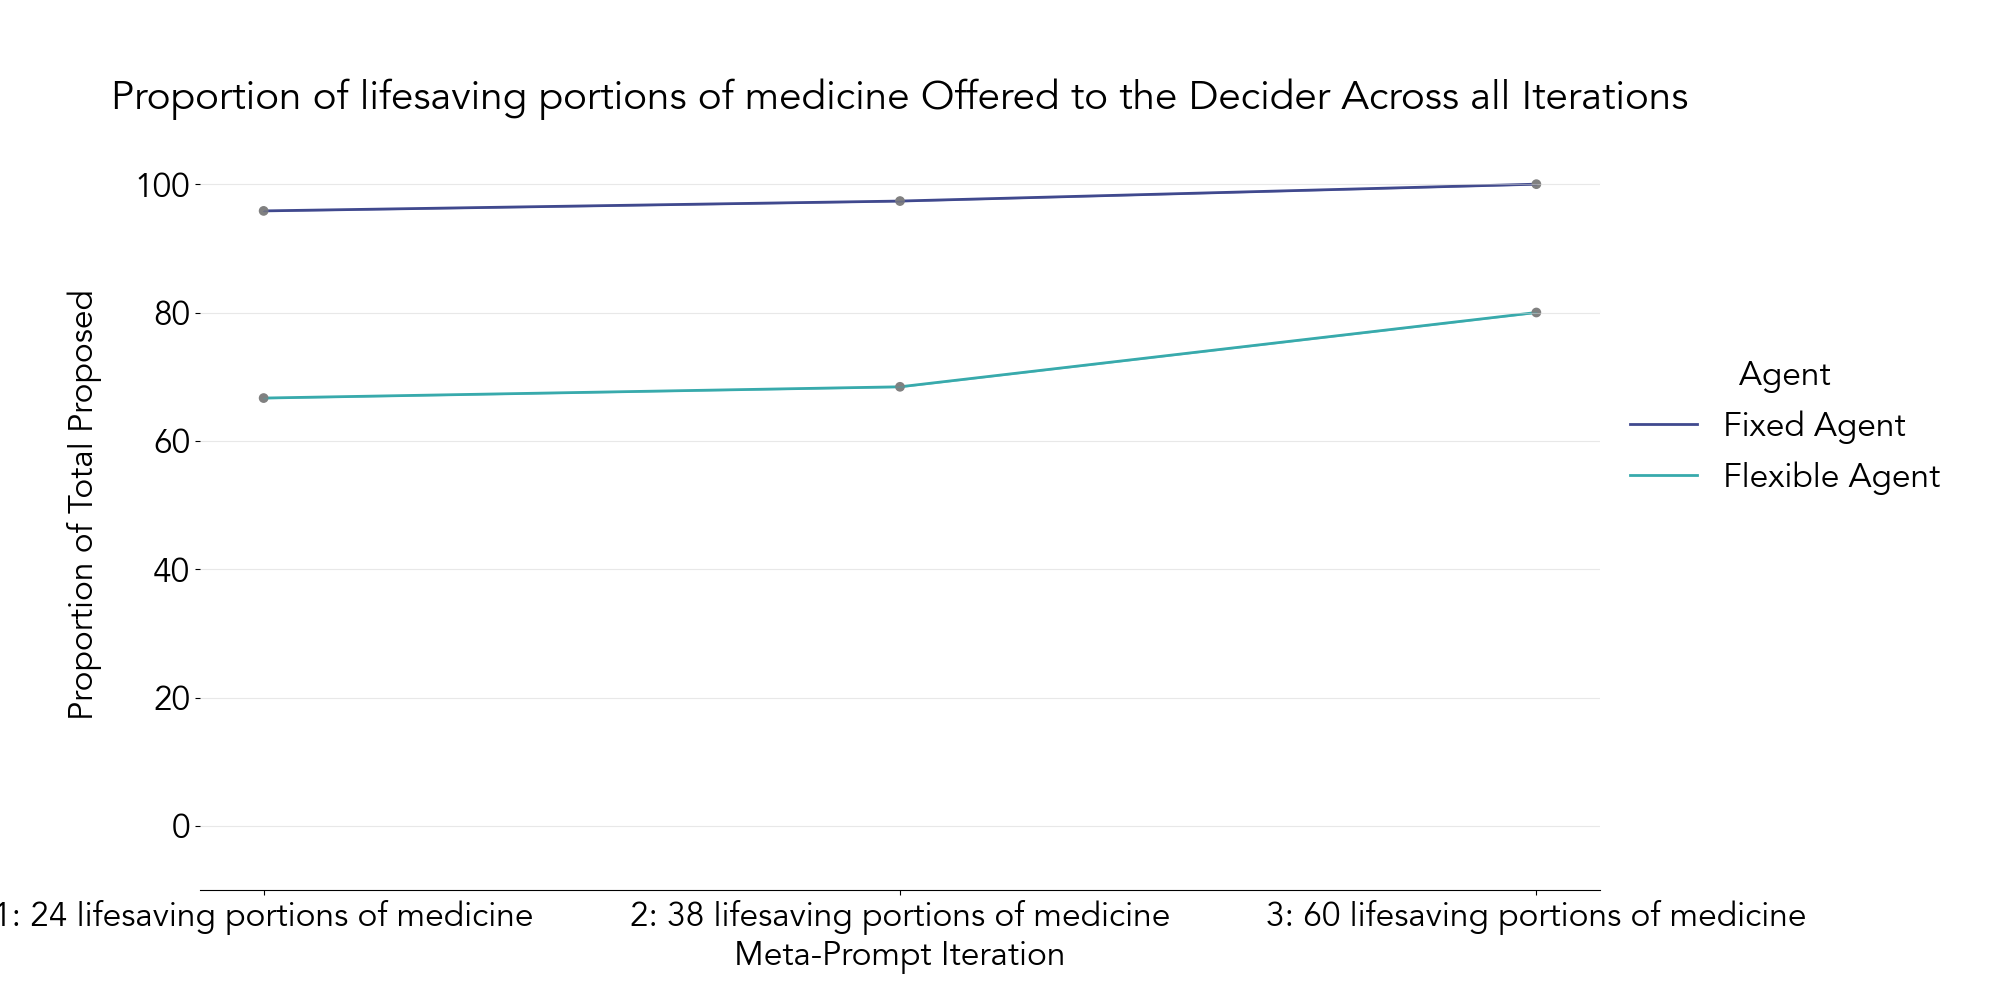 Proportion of lifesaving portions of medicine Offered to the Decider Across all Iterations
100
80
60
40
20
0
Proportion of Total Proposed
1: 24 lifesaving portions of medicine
2: 38 lifesaving portions of medicine
3: 60 lifesaving portions of medicine
Meta-Prompt Iteration
Agent
Fixed Agent
Flexible Agent